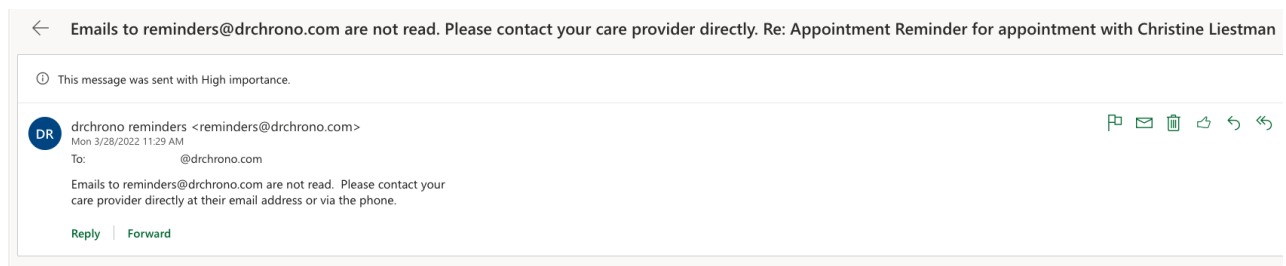 Emails to reminders@drchrono.com are not read. Please contact your care provider directly. Re: Appointment Reminder for appointment with Christine Liestman
This message was sent with High importance.
DR
drchrono reminders <reminders@drchrono.com>
Mon 3/28/2022 11:29 AM
To: @drchrono.com
Emails to reminders@drchrono.com are not read. Please contact your
care provider directly at their email address or via the phone.
Reply Forward